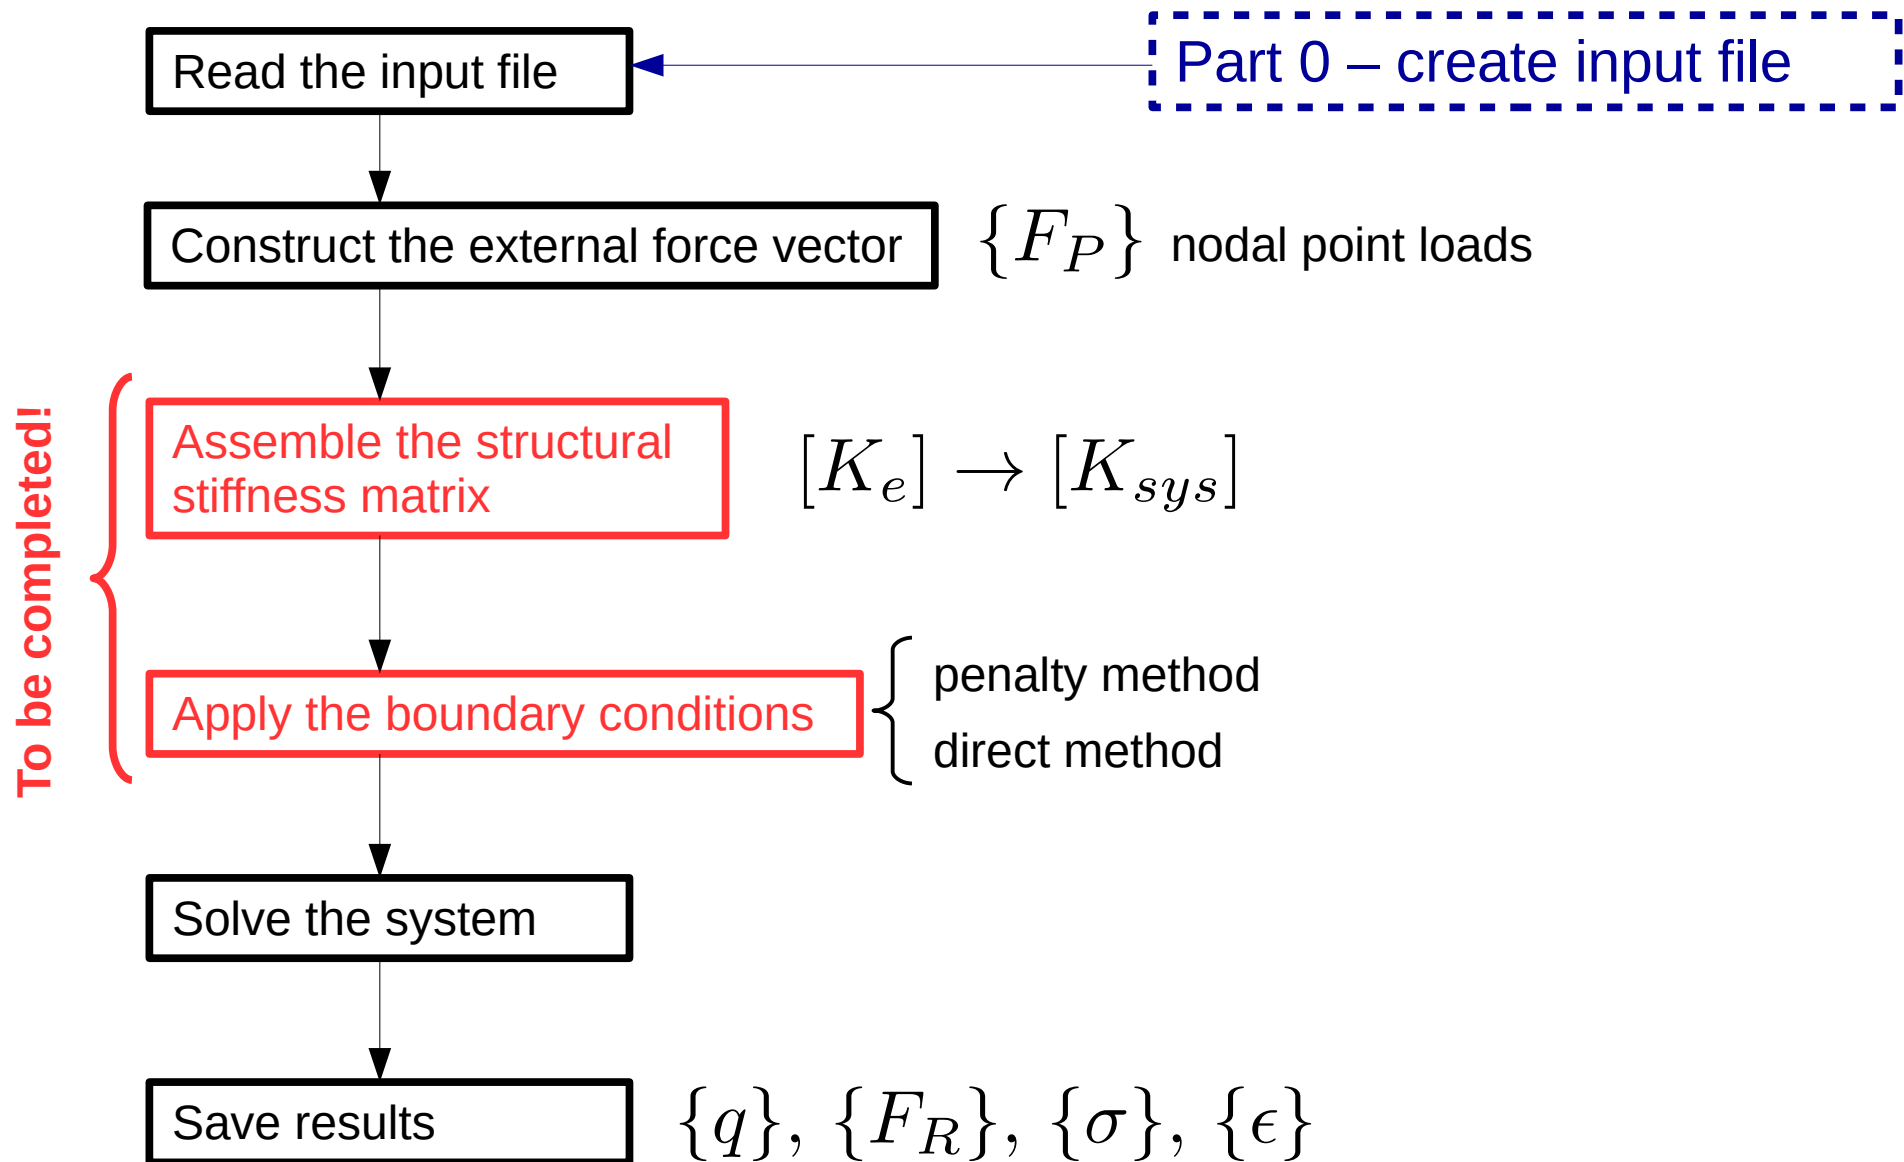 Read the input file
Part 0 – create input file
Construct the external force vector
{F_P} nodal point loads
To be completed!
Assemble the structural
stiffness matrix
[K_e] → [K_{sys}]
Apply the boundary conditions
penalty method
direct method
Solve the system
Save results
{q}, {F_R}, {σ}, {ϵ}